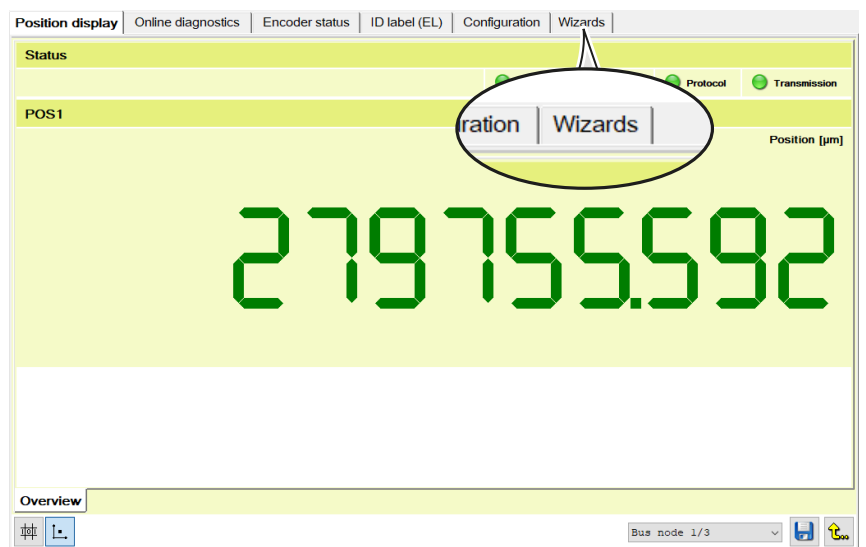 Position display Online diagnostics Encoder status ID label (EL) Configuration Wizards
Status
Protocol Transmission
POS1
ration Wizards
Position [µm]
279755.592
Overview
Bus node 1/3